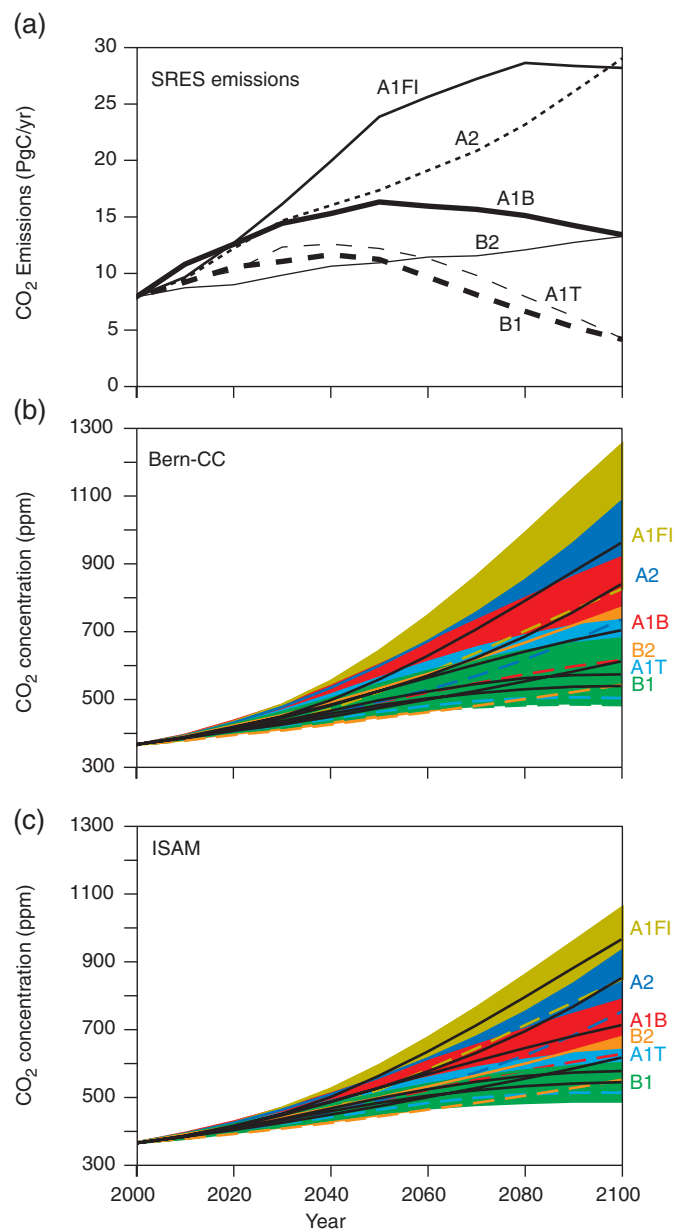 (a)
SRES emissions
CO2 Emissions (PgC/yr)
30
25
20
15
10
5
0
A1FI
A2
A1B
B2
A1T
B1
(b)
Bern-CC
CO2 concentration (ppm)
1300
1100
900
700
500
300
A1FI
A2
A1B
B2
A1T
B1
(c)
ISAM
CO2 concentration (ppm)
1300
1100
900
700
500
300
A1FI
A2
A1B
B2
A1T
B1
2000 2020 2040 2060 2080 2100
Year